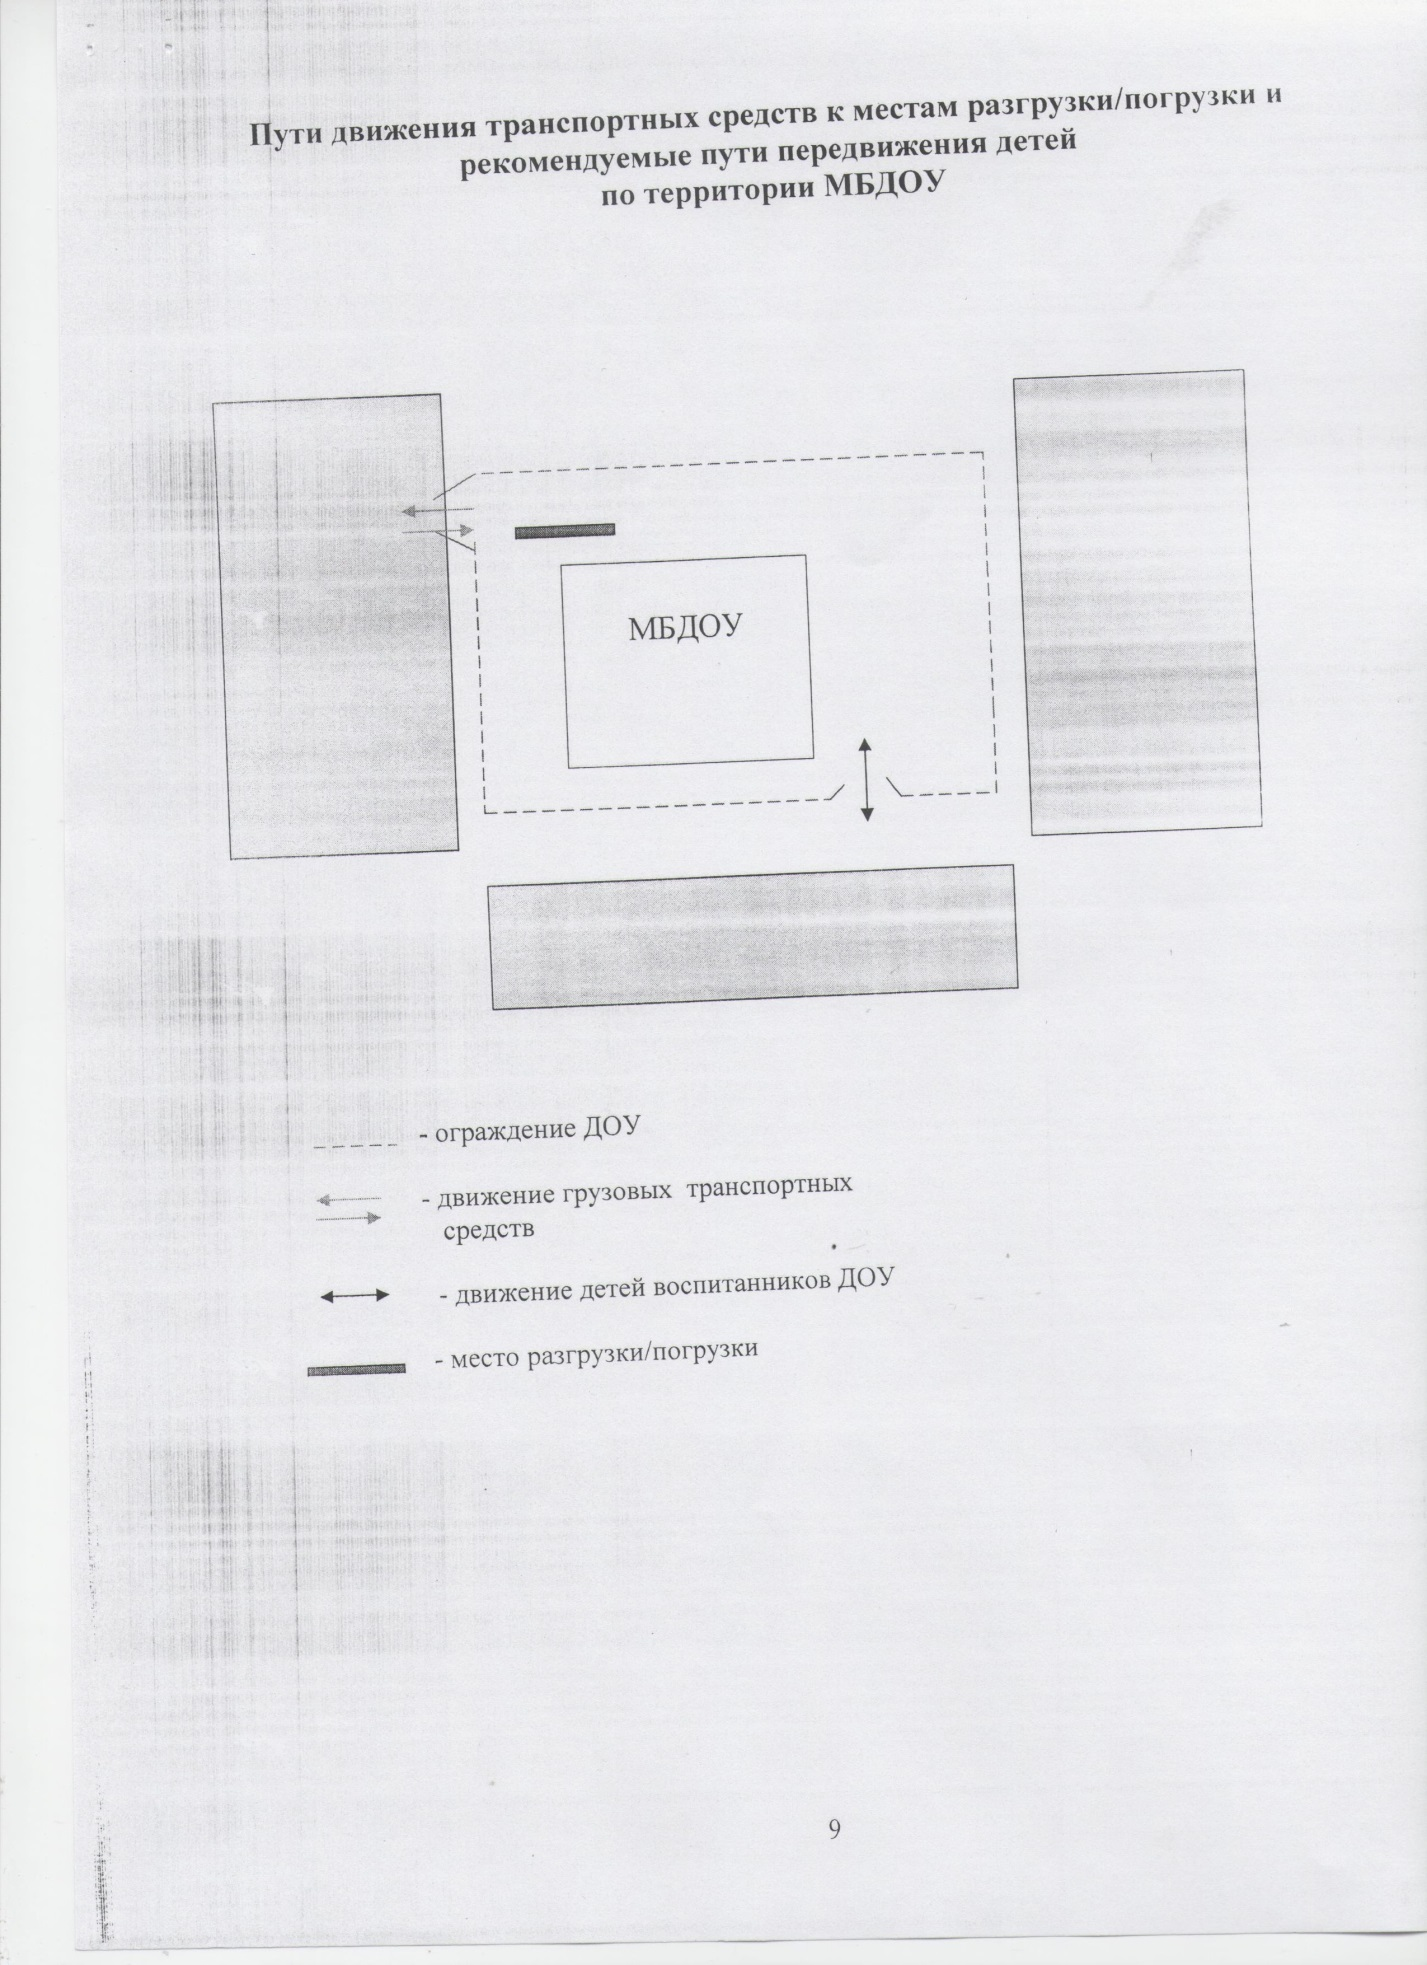 Пути движения транспортных средств к местам разгрузки/погрузки и
рекомендуемые пути передвижения детей
по территории МБДОУ
МБДОУ
- ограждение ДОУ
- движение грузовых транспортных
средств
- движение детей воспитанников ДОУ
- место разгрузки/погрузки
9